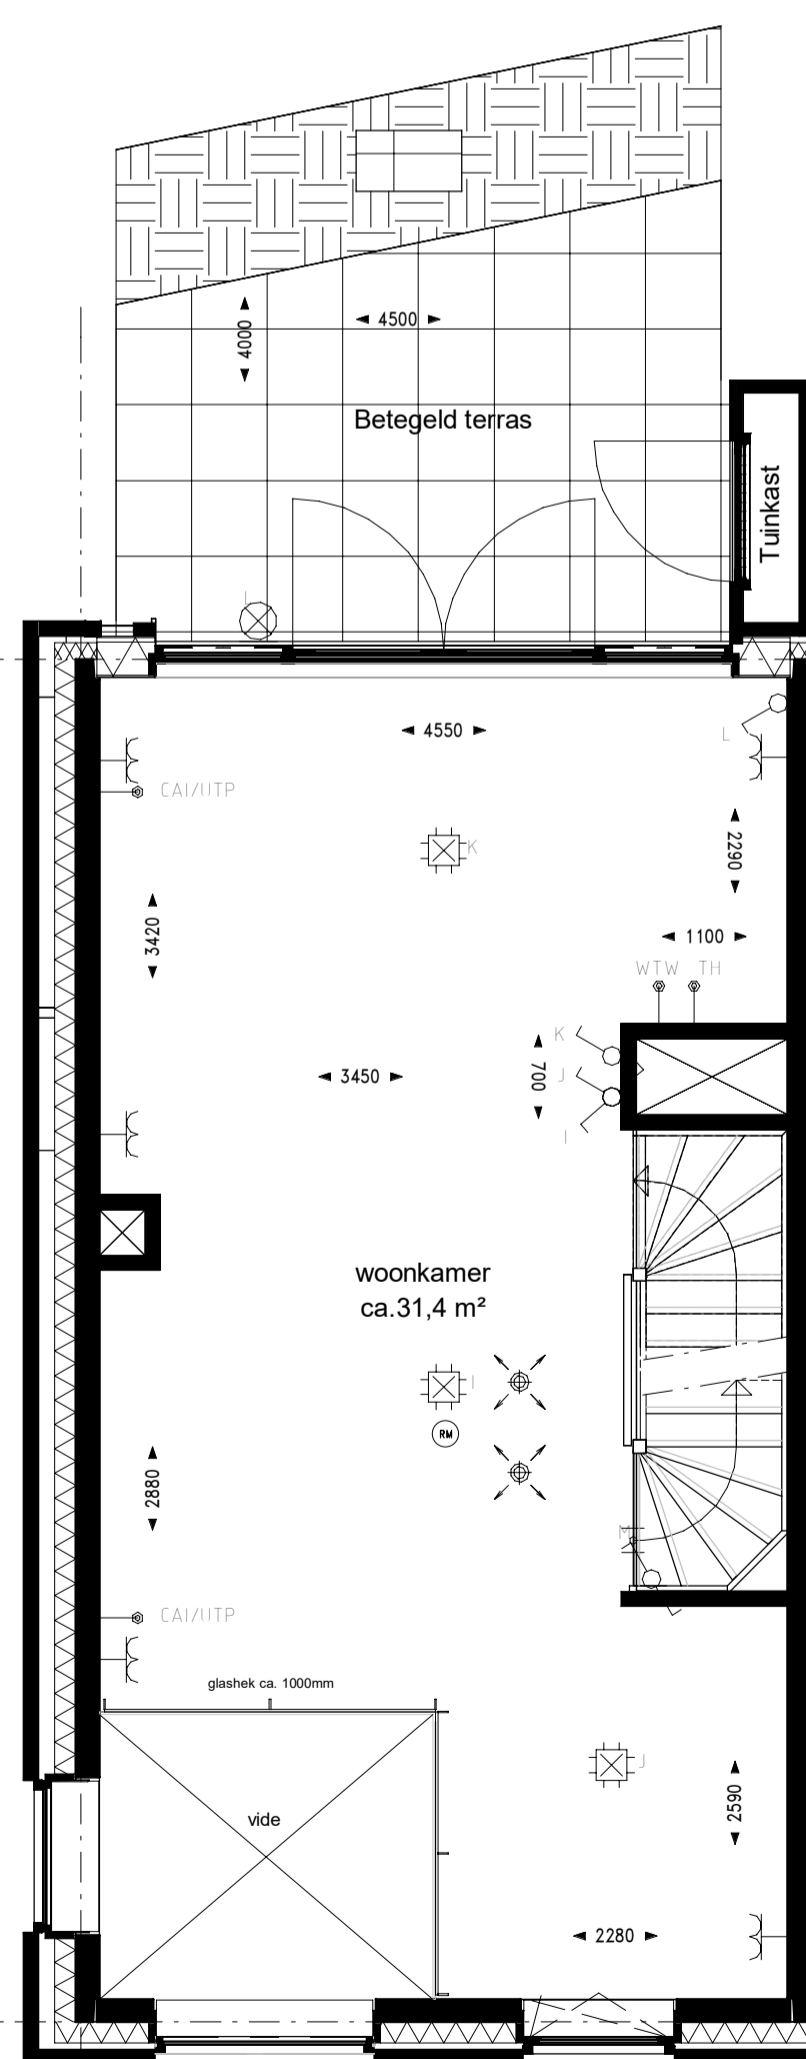 4000
4500
Betegeld terras
Tuinkast
L
4550
L
CAI/UTP
K
2290
3420
1100
WTW TH
K
3450
700
J
I
woonkamer
ca.31,4 m²
I
RM
2880
M
CAI/UTP
glashek ca. 1000mm
J
vide
2590
2280